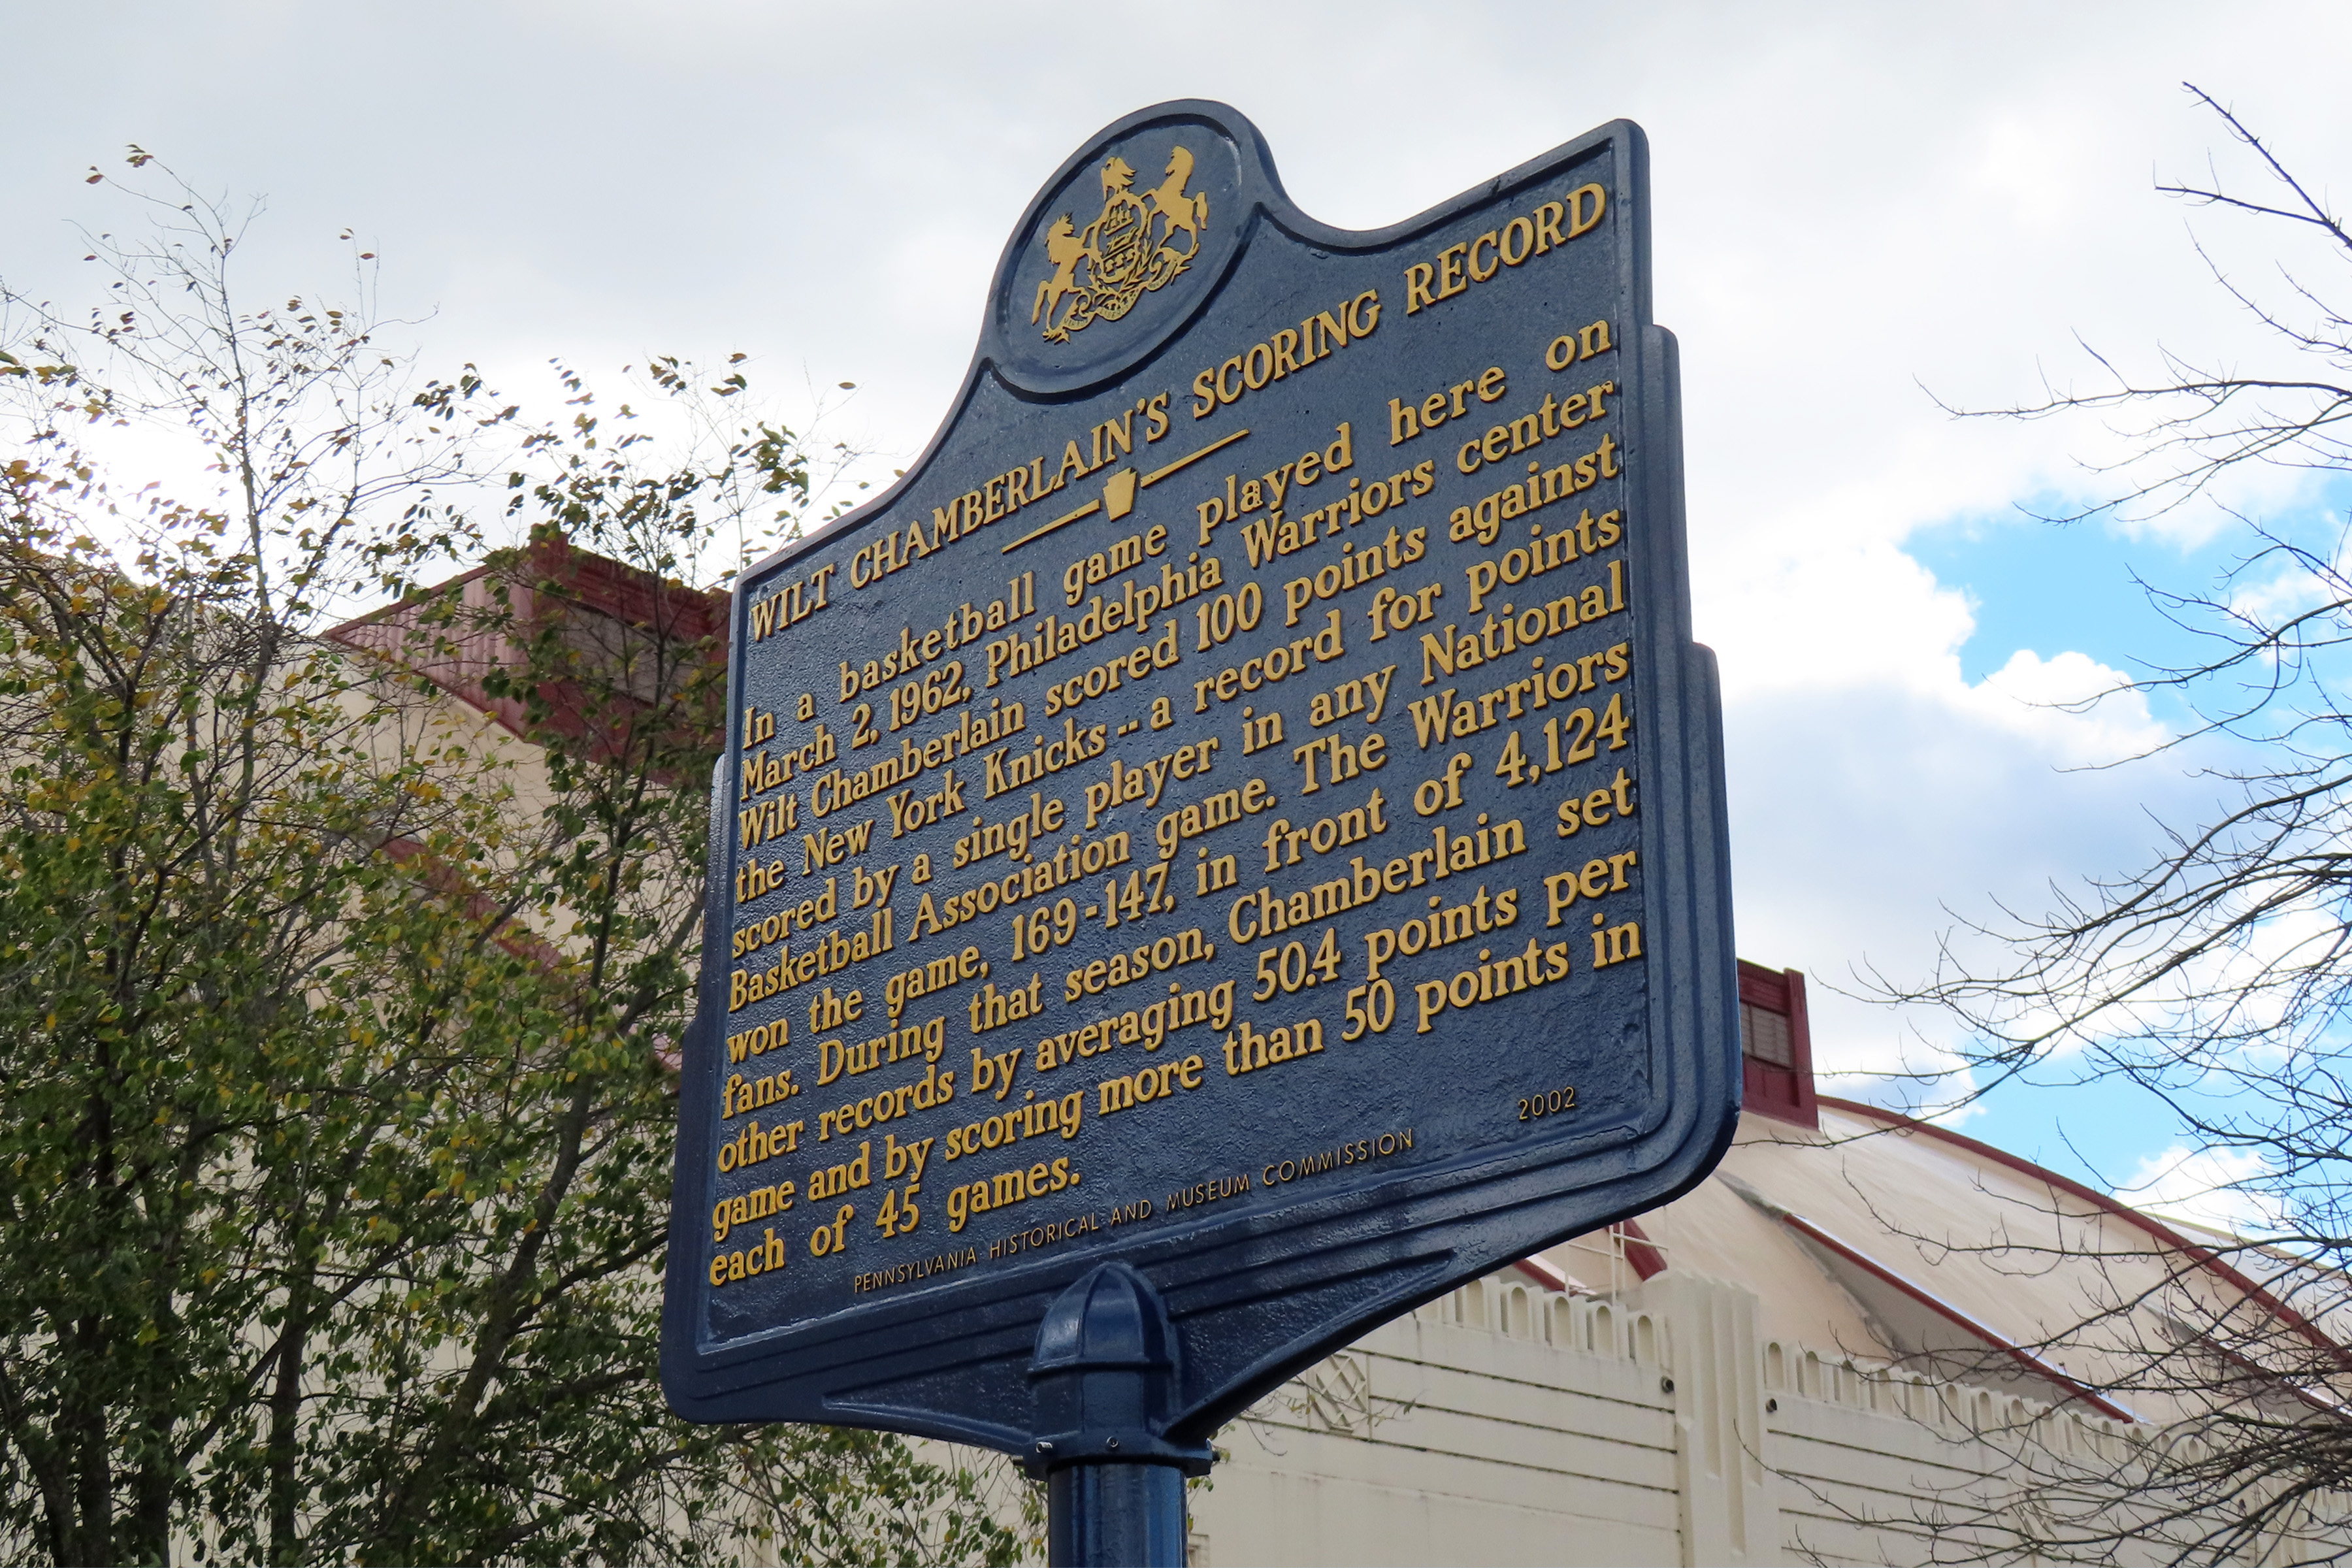 WILT CHAMBERLAIN'S SCORING RECORD
In a basketball game played here on
March 2, 1962, Philadelphia Warriors center
Wilt Chamberlain scored 100 points against
the New York Knicks -- a record for points
scored by a single player in any National
Basketball Association game. The Warriors
won the game, 169-147, in front of 4,124
fans. During that season, Chamberlain set
other records by averaging 50.4 points per
game and by scoring more than 50 points in
each of 45 games.
PENNSYLVANIA HISTORICAL AND MUSEUM COMMISSION 2002